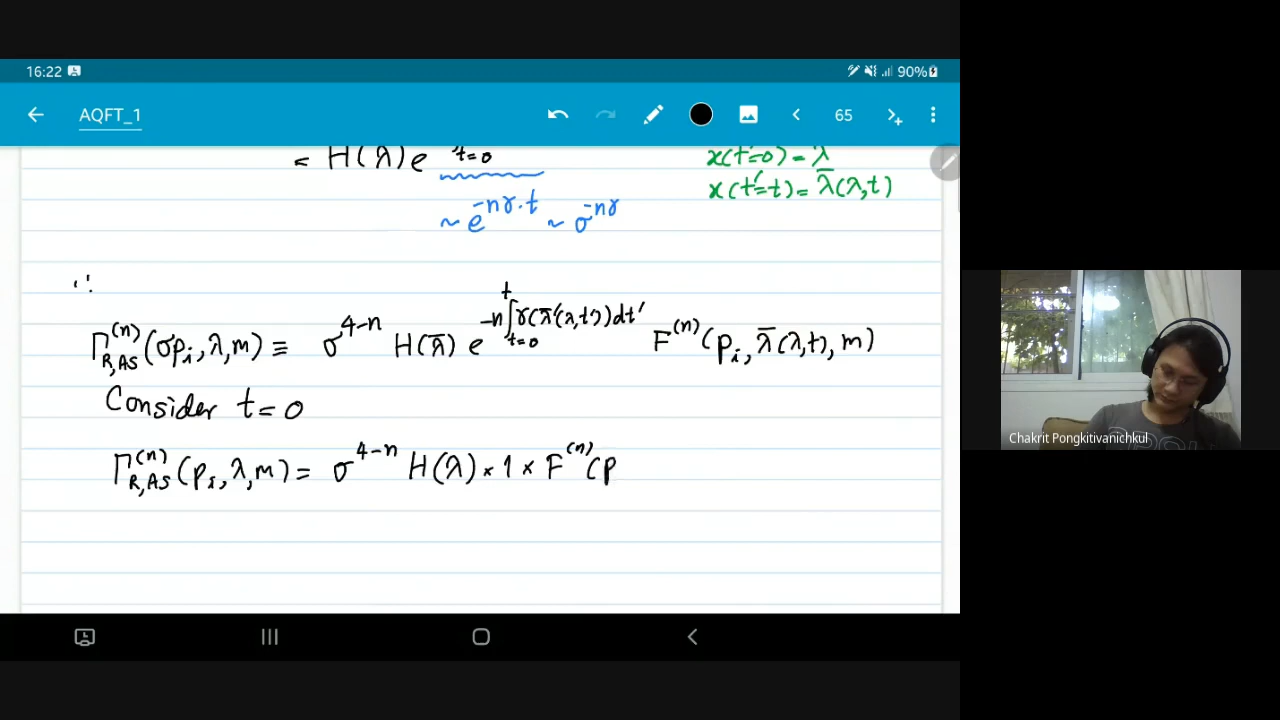 16:22 90%
AQFT_1 65
= H(λ)e t=0
x(t'=0)=λ
x(t'=t)= λ̄(λ,t)
~ e^{-nγ·t} ~ σ^{-nγ}
∴
Γ^{(n)}_{R,AS}(σp_i,λ,m) ≡ σ^{4-n} H(λ̄) e^{-n∫_{t=0}^{t} γ(λ̄'(λ,t'))dt'} F^{(n)}(p_i, λ̄(λ,t), m)
Consider t=0
Γ^{(n)}_{R,AS}(p_i,λ,m) = σ^{4-n} H(λ)×1×F^{(n)}(p
Chakrit Pongkitivanichkul